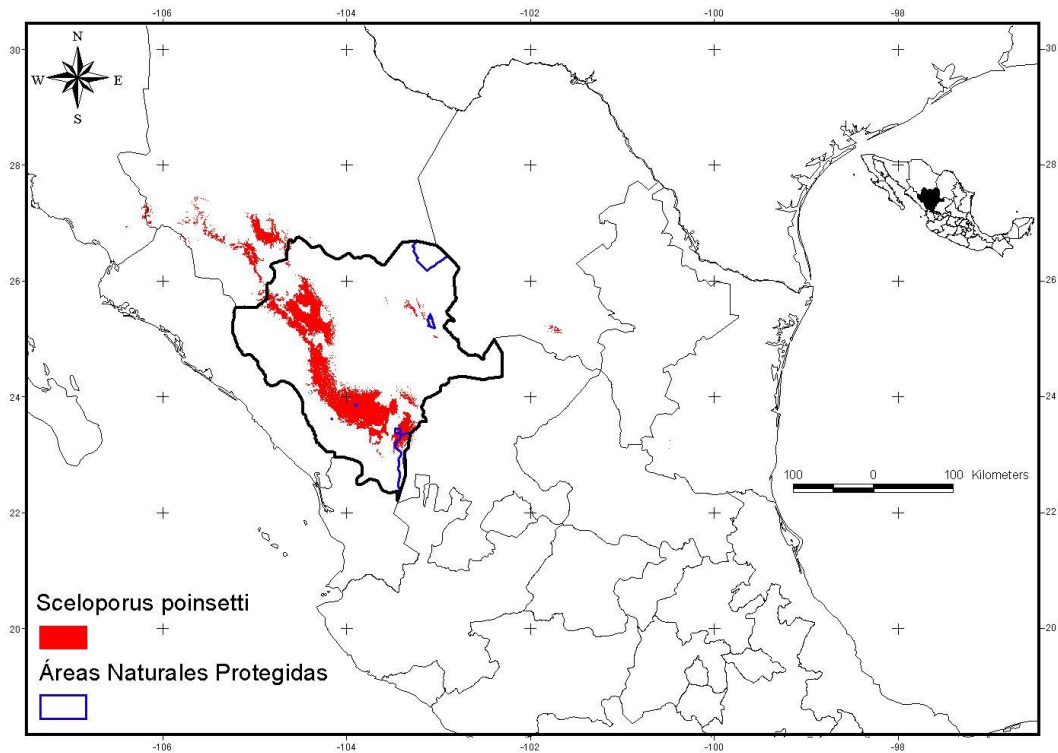 -106 -104 -102 -100 -98
30 30
N
W E
S
28 28
26 26
24 24
100 0 100 Kilometers
22 22
Sceloporus poinsetti
20 20
Áreas Naturales Protegidas
-106 -104 -102 -100 -98